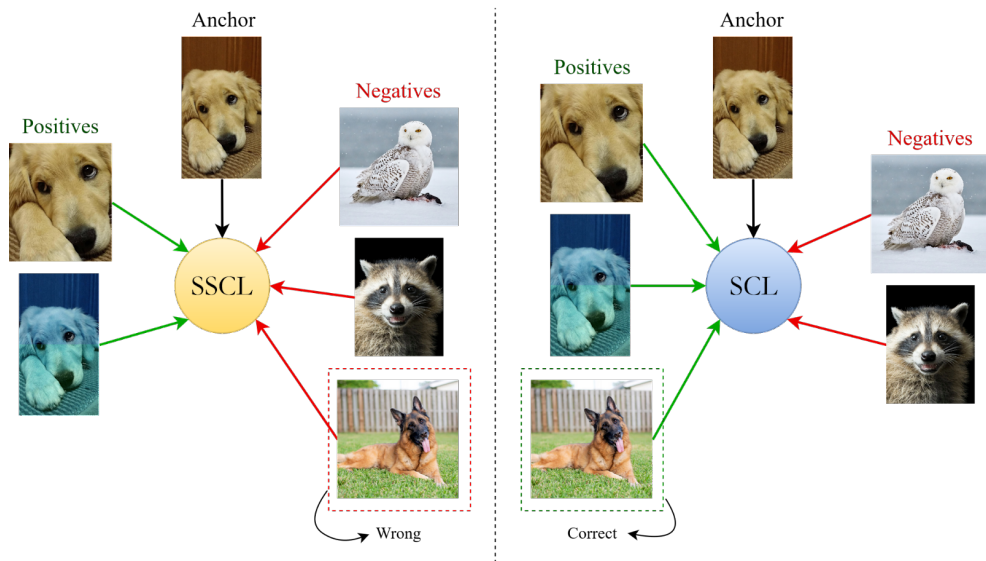 Anchor
Positives
Negatives
SSCL
Wrong
Anchor
Positives
Negatives
SCL
Correct